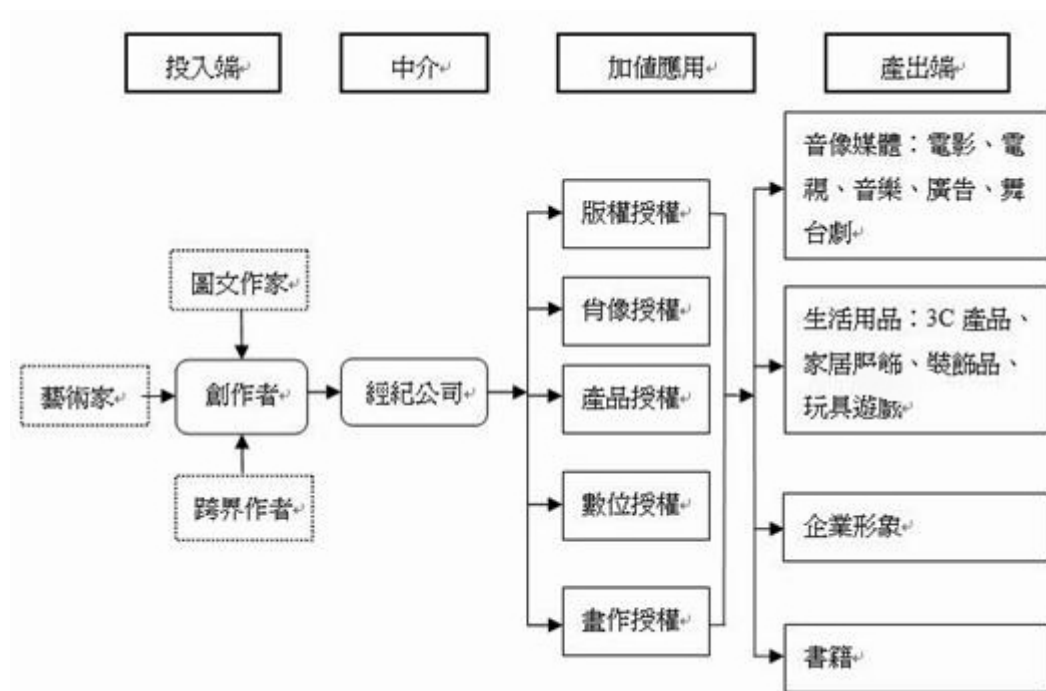 投入端
中介
加值應用
產出端
音像媒體：電影、電
視、音樂、廣告、舞
台劇
版權授權
圖文作家
肖像授權
生活用品：3C 產品、
家居服飾、裝飾品、
玩具遊戲
藝術家
創作者
經紀公司
產品授權
跨界作者
數位授權
企業形象
畫作授權
書籍